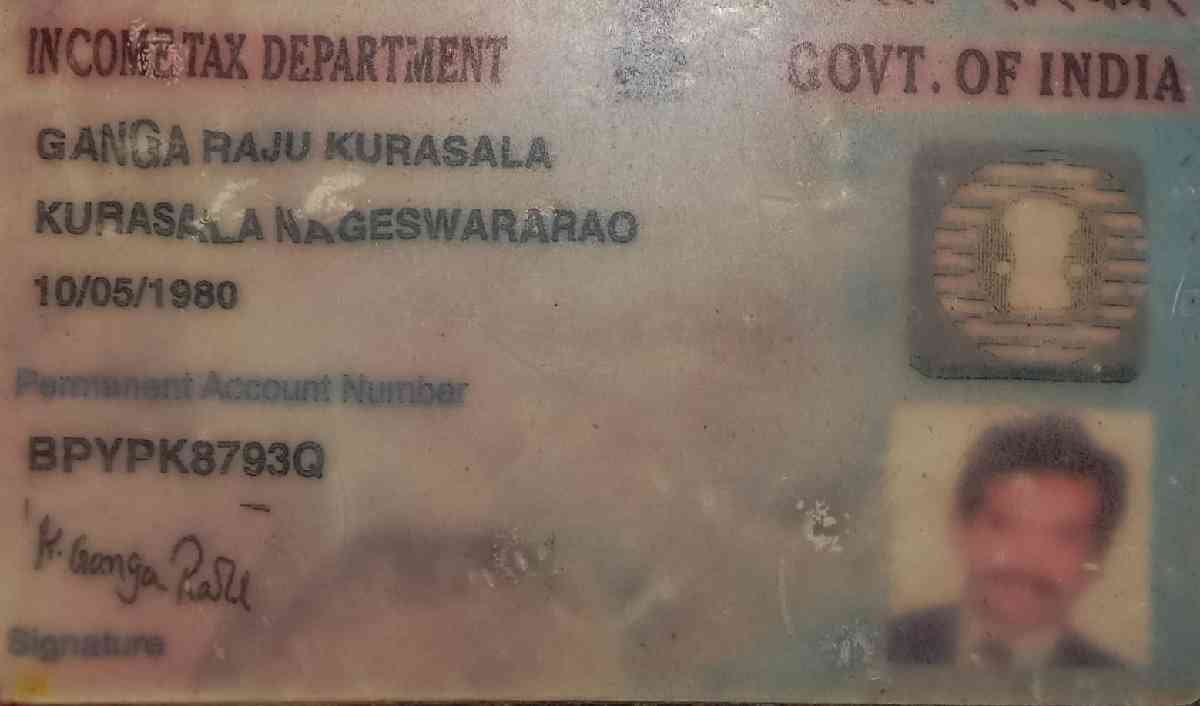 INCOME TAX DEPARTMENT
GOVT. OF INDIA
GANGA RAJU KURASALA
KURASALA NAGESWARARAO
10/05/1980
Permanent Account Number
BPYPK8793Q
K. Ganga Raju
Signature